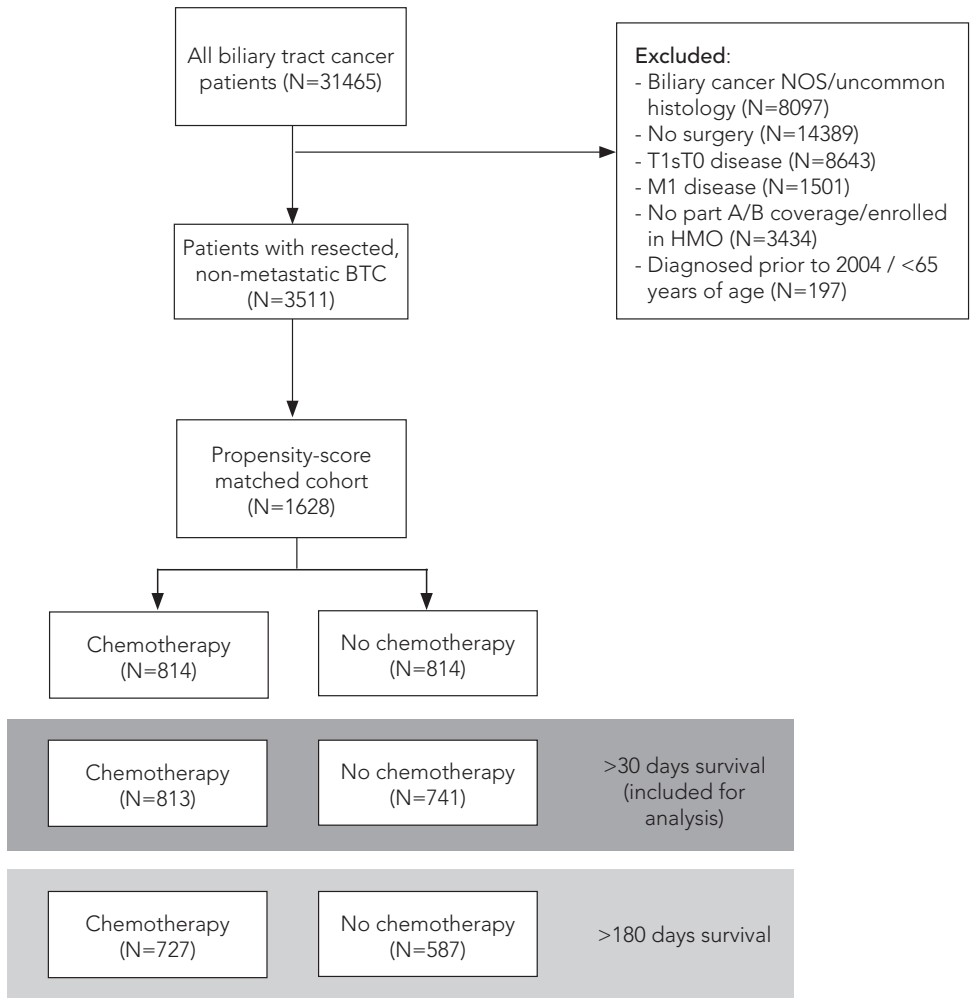 All biliary tract cancer
patients (N=31465)
Excluded:
- Biliary cancer NOS/uncommon
histology (N=8097)
- No surgery (N=14389)
- T1sT0 disease (N=8643)
- M1 disease (N=1501)
- No part A/B coverage/enrolled
in HMO (N=3434)
- Diagnosed prior to 2004 / <65
years of age (N=197)
Patients with resected,
non-metastatic BTC
(N=3511)
Propensity-score
matched cohort
(N=1628)
Chemotherapy
(N=814)
No chemotherapy
(N=814)
Chemotherapy
(N=813)
No chemotherapy
(N=741)
>30 days survival
(included for
analysis)
Chemotherapy
(N=727)
No chemotherapy
(N=587)
>180 days survival